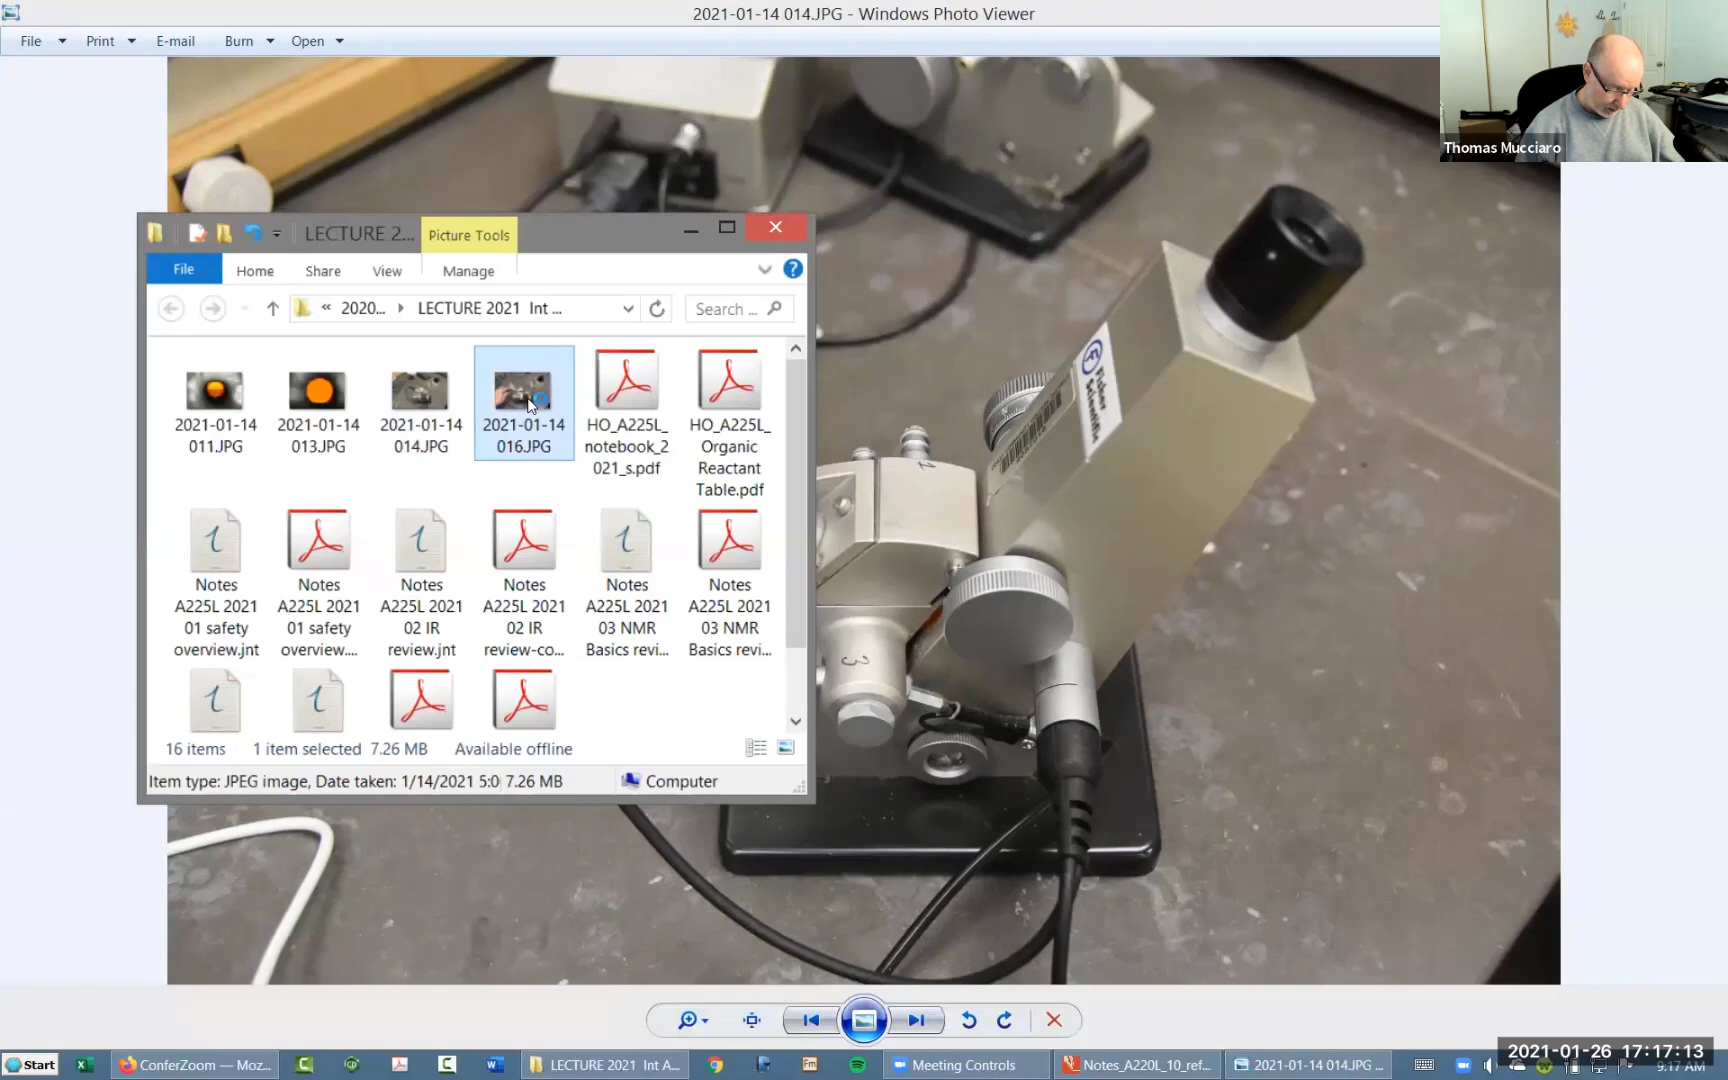 2021-01-14 014.JPG - Windows Photo Viewer
File Print E-mail Burn Open
Thomas Mucciaro
LECTURE 2... Picture Tools
File Home Share View Manage
« 2020... LECTURE 2021 Int ... Search ...
2021-01-14
011.JPG
2021-01-14
013.JPG
2021-01-14
014.JPG
2021-01-14
016.JPG
HO_A225L_
notebook_2
021_s.pdf
HO_A225L_
Organic
Reactant
Table.pdf
Notes
A225L 2021
01 safety
overview.jnt
Notes
A225L 2021
01 safety
overview....
Notes
A225L 2021
02 IR
review.jnt
Notes
A225L 2021
02 IR
review-co...
Notes
A225L 2021
03 NMR
Basics revi...
Notes
A225L 2021
03 NMR
Basics revi...
16 items 1 item selected 7.26 MB Available offline
Item type: JPEG image, Date taken: 1/14/2021 5:0 7.26 MB Computer
Fisher
Scientific
2
3
Start ConferZoom — Moz... LECTURE 2021 Int A... Meeting Controls Notes_A220L_10_ref... 2021-01-14 014.JPG ...
2021-01-26 17:17:13
9:17 AM